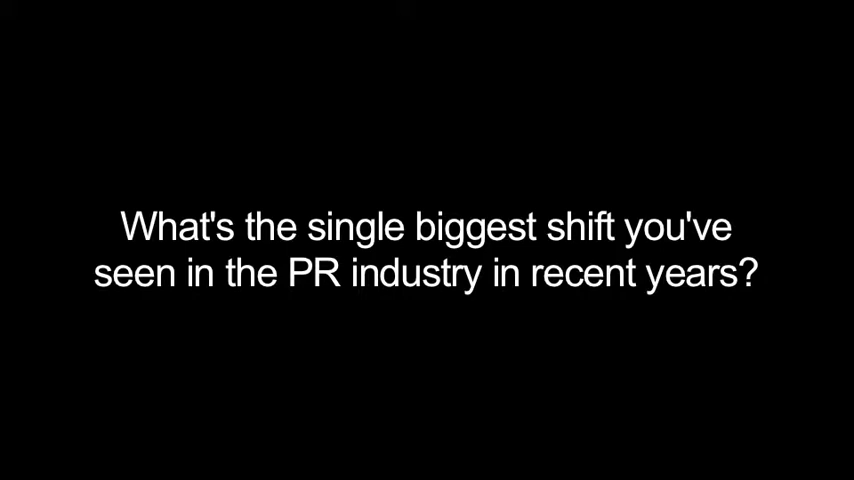 What's the single biggest shift you've
seen in the PR industry in recent years?